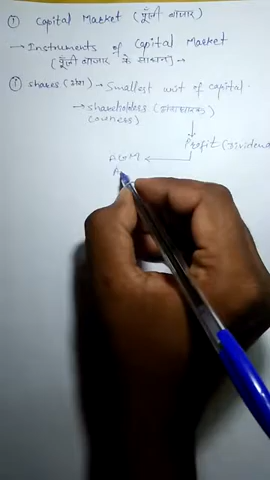 ① Capital Market (पूँजी बाजार)
→ Instruments of Capital Market
[पूँजी बाजार के साधन] →
① shares (अंश) → Smallest unit of capital.
→ shareholders (अंशधारक)
(owners)
Profit (Dividend
AGM
A